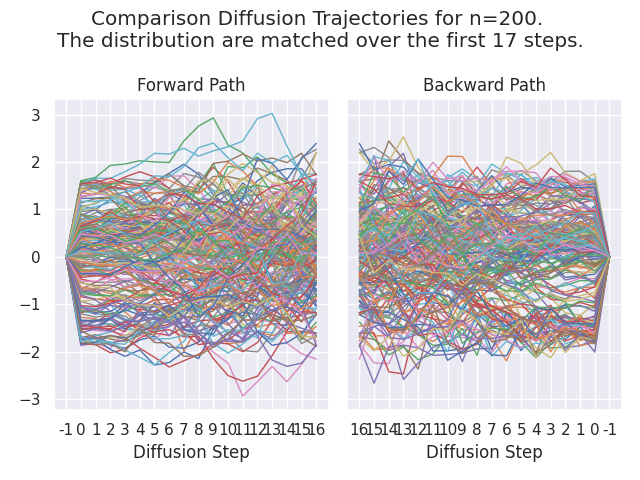 Comparison Diffusion Trajectories for n=200.
The distribution are matched over the first 17 steps.
Forward Path
Backward Path
3
2
1
0
−1
−2
−3
-1 0 1 2 3 4 5 6 7 8 9 10 11 12 13 14 15 16
16 15 14 13 12 11 10 9 8 7 6 5 4 3 2 1 0 -1
Diffusion Step
Diffusion Step